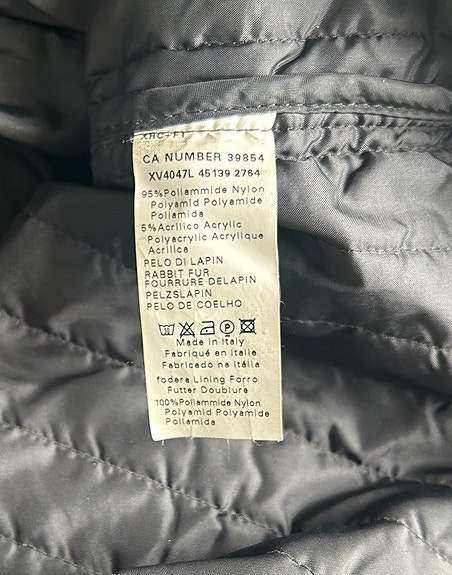 CA NUMBER 39854
XV4047L 45139 2764
95%Poliammide Nylon
Polyamid Polyamide
Poliamida
5%Acrilico Acrylic
Polyacrylic Acrylique
Acrilica
PELO DI LAPIN
RABBIT FUR
FOURRURE DELAPIN
PELZSLAPIN
PELO DE COELHO
Made in Italy
Fabriqué en Italie
Fabricado na Itália
fodera Lining Forro
Futter Doublure
100%Poliammide Nylon
Polyamid Polyamide
Poliamida